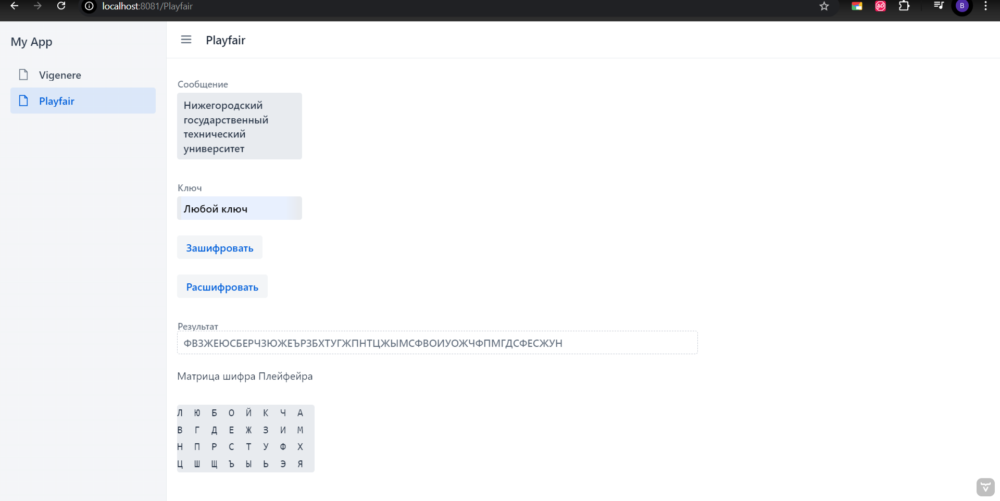 localhost:8081/Playfair
B
My App
Playfair
Vigenere
Playfair
Сообщение
Нижегородский
государственный
технический
университет
Ключ
Любой ключ
Зашифровать
Расшифровать
Результат
ФВЗЖЕЮСБЕРЧЗЮЖЕЪРЗБХТУГЖПНТЦЖЫМСФВОИУОЖЧФПМГДСФЕСЖУН
Матрица шифра Плейфейра
Л Ю Б О Й К Ч А
В Г Д Е Ж З И М
Н П Р С Т У Ф Х
Ц Ш Щ Ъ Ы Ь Э Я